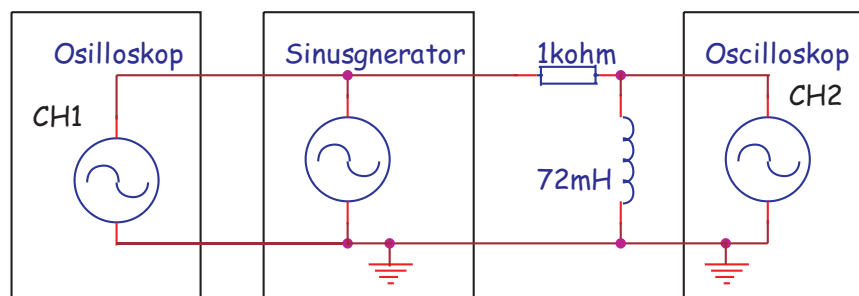 Osilloskop
Sinusgnerator
1kohm
Oscilloskop
CH1
CH2
72mH